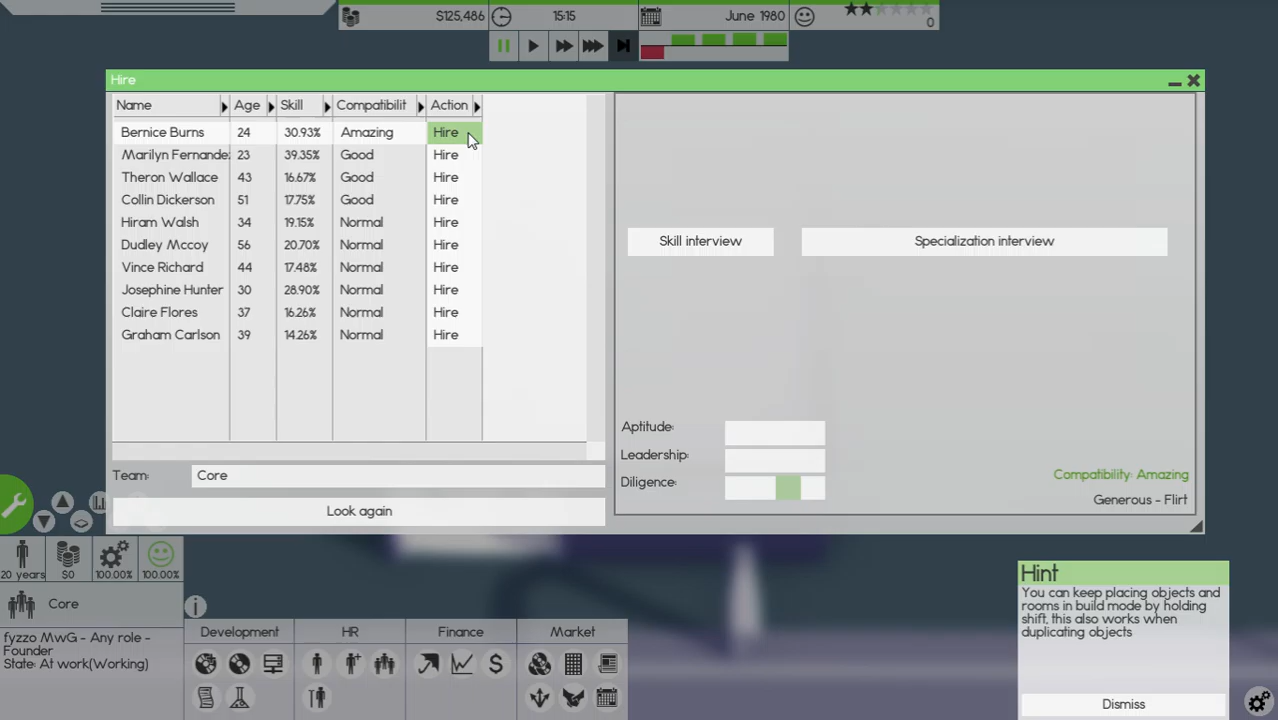 $125,486
15:15
June 1980
0
Hire
Name Age Skill Compatibilit Action
Bernice Burns 24 30.93% Amazing Hire
Marilyn Fernande 23 39.35% Good Hire
Theron Wallace 43 16.67% Good Hire
Collin Dickerson 51 17.75% Good Hire
Hiram Walsh 34 19.15% Normal Hire
Dudley Mccoy 56 20.70% Normal Hire
Vince Richard 44 17.48% Normal Hire
Josephine Hunter 30 28.90% Normal Hire
Claire Flores 37 16.26% Normal Hire
Graham Carlson 39 14.26% Normal Hire
Team: Core
Look again
Skill interview
Specialization interview
Aptitude:
Leadership:
Diligence:
Compatibility: Amazing
Generous - Flirt
20 years $0 100.00% 100.00%
Core
fyzzo MwG - Any role -
Founder
State: At work(Working)
Development HR Finance Market
Hint
You can keep placing objects and
rooms in build mode by holding
shift, this also works when
duplicating objects
Dismiss